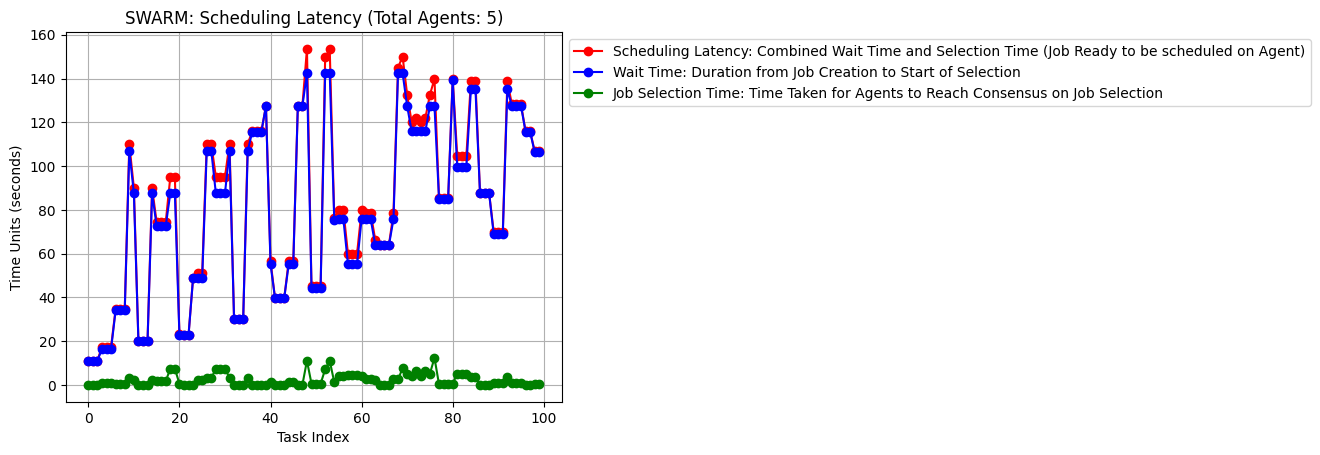 SWARM: Scheduling Latency (Total Agents: 5)
Scheduling Latency: Combined Wait Time and Selection Time (Job Ready to be scheduled on Agent)
Wait Time: Duration from Job Creation to Start of Selection
Job Selection Time: Time Taken for Agents to Reach Consensus on Job Selection
Time Units (seconds)
160
140
120
100
80
60
40
20
0
0 20 40 60 80 100
Task Index